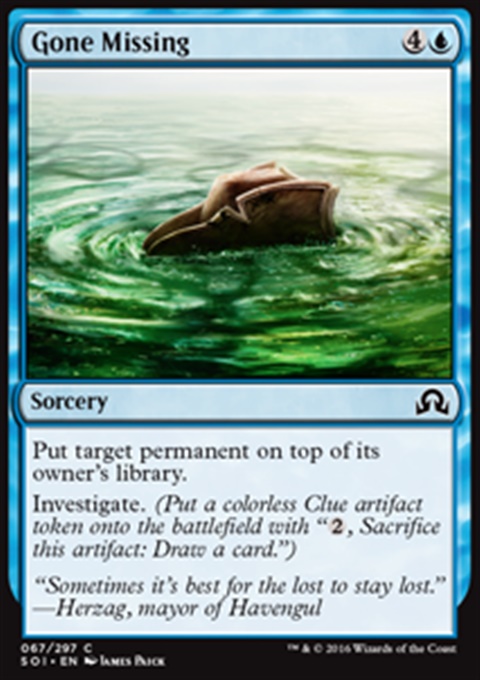 Gone Missing 4
Sorcery
Put target permanent on top of its
owner's library.
Investigate. (Put a colorless Clue artifact
token onto the battlefield with "2, Sacrifice
this artifact: Draw a card.")
"Sometimes it's best for the lost to stay lost."
—Herzag, mayor of Havengul
067/297 C
SOI • EN James Paick
™ & © 2016 Wizards of the Coast